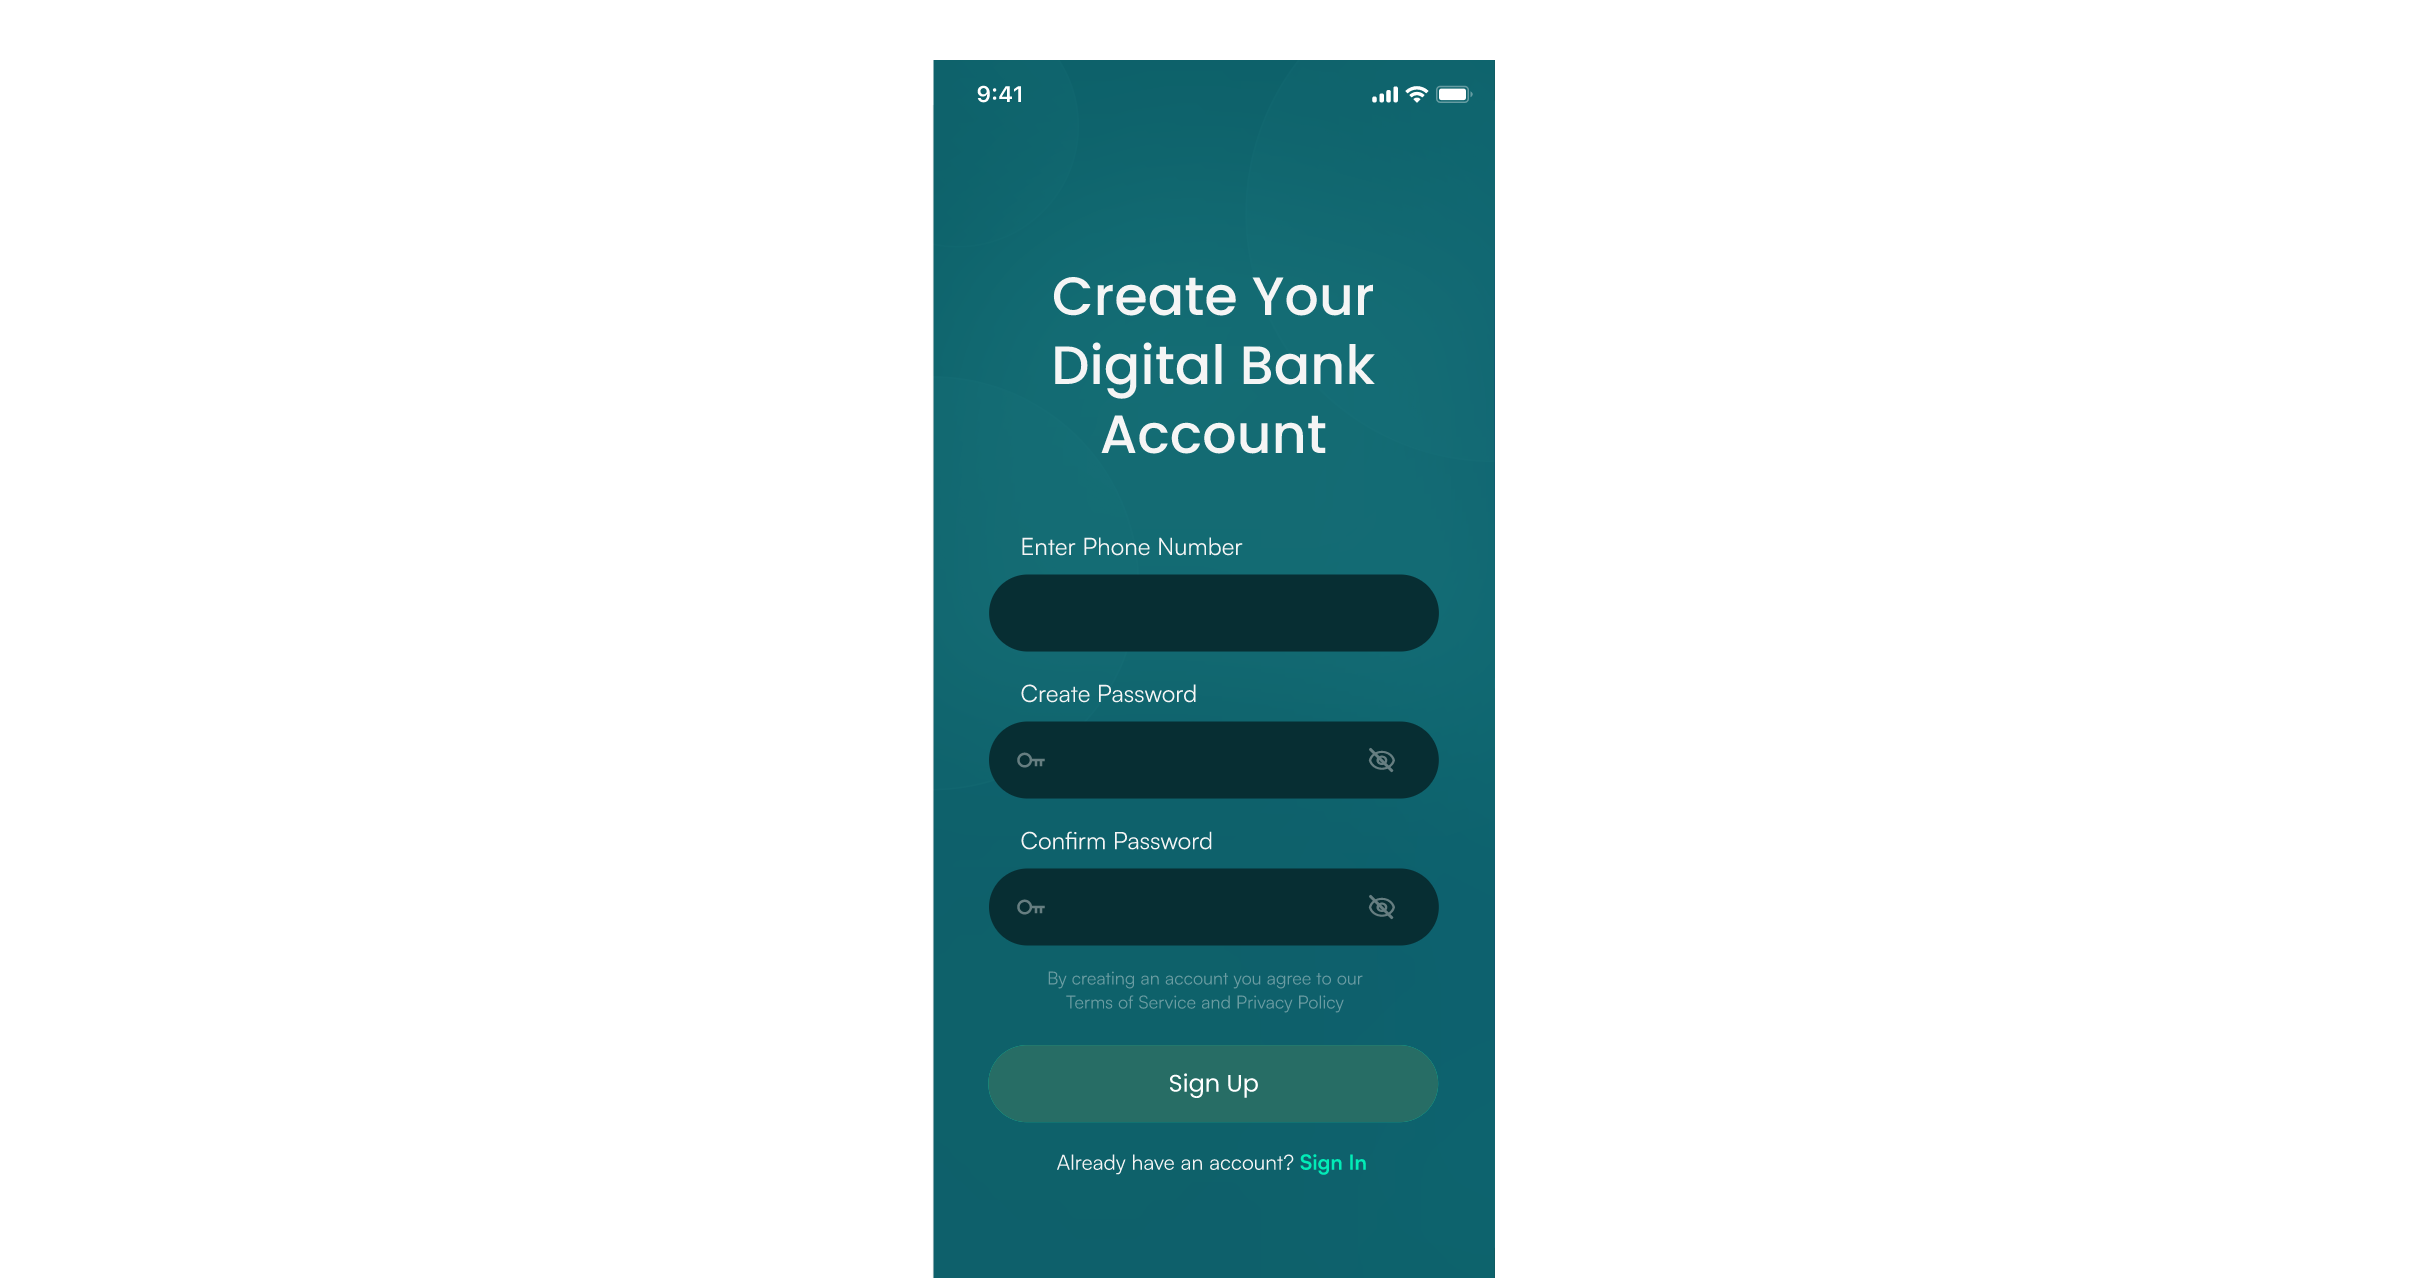 9:41
Create Your
Digital Bank
Account
Enter Phone Number
Create Password
Confirm Password
By creating an account you agree to our
Terms of Service and Privacy Policy
Sign Up
Already have an account? Sign In